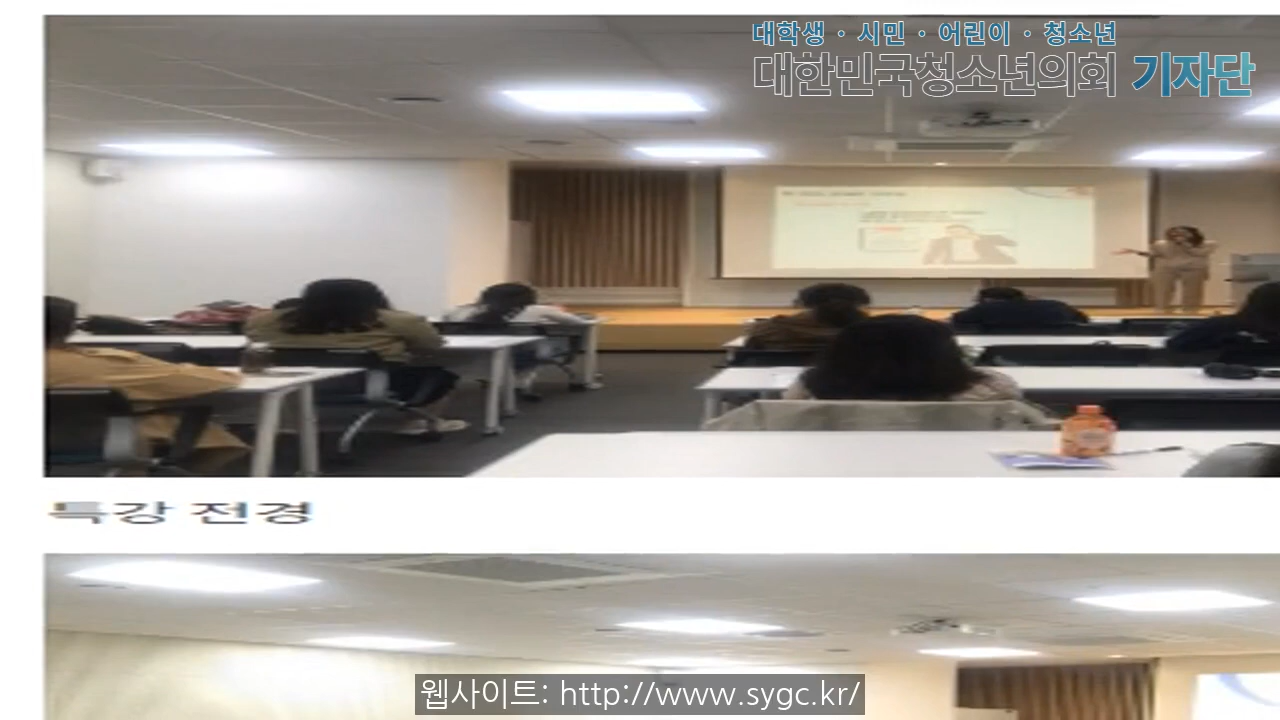 대학생 · 시민 · 어린이 · 청소년
대한민국청소년의회 기자단
특강 전경
웹사이트: http://www.sygc.kr/